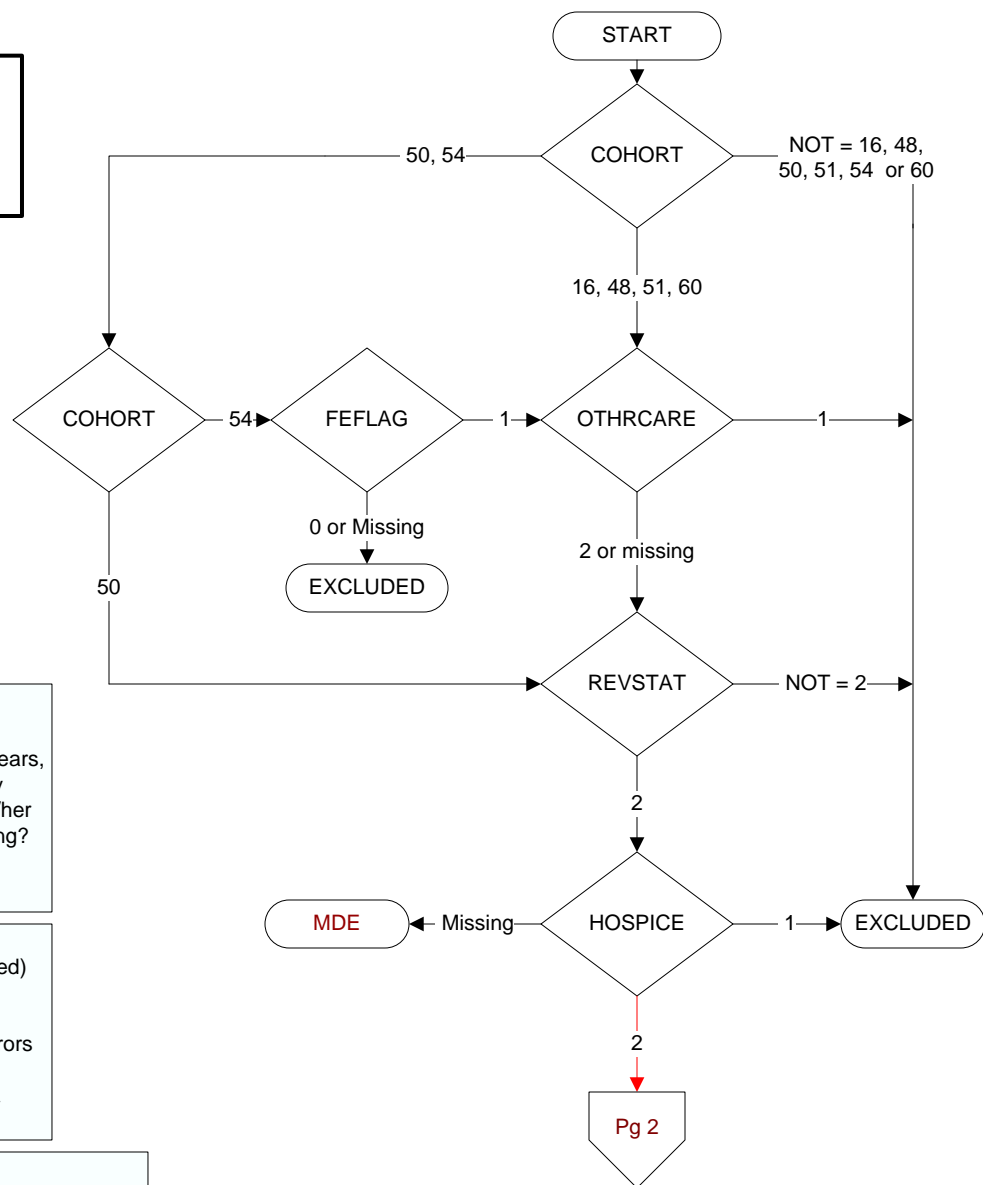 START
COHORT
50, 54
NOT = 16, 48,
50, 51, 54 or 60
16, 48, 51, 60
COHORT
54
FEFLAG
1
OTHRCARE
1
0 or Missing
2 or missing
EXCLUDED
50
REVSTAT
NOT = 2
ears,
ng?
2
MDE
Missing
HOSPICE
1
EXCLUDED
ed)
rors
2
Pg 2